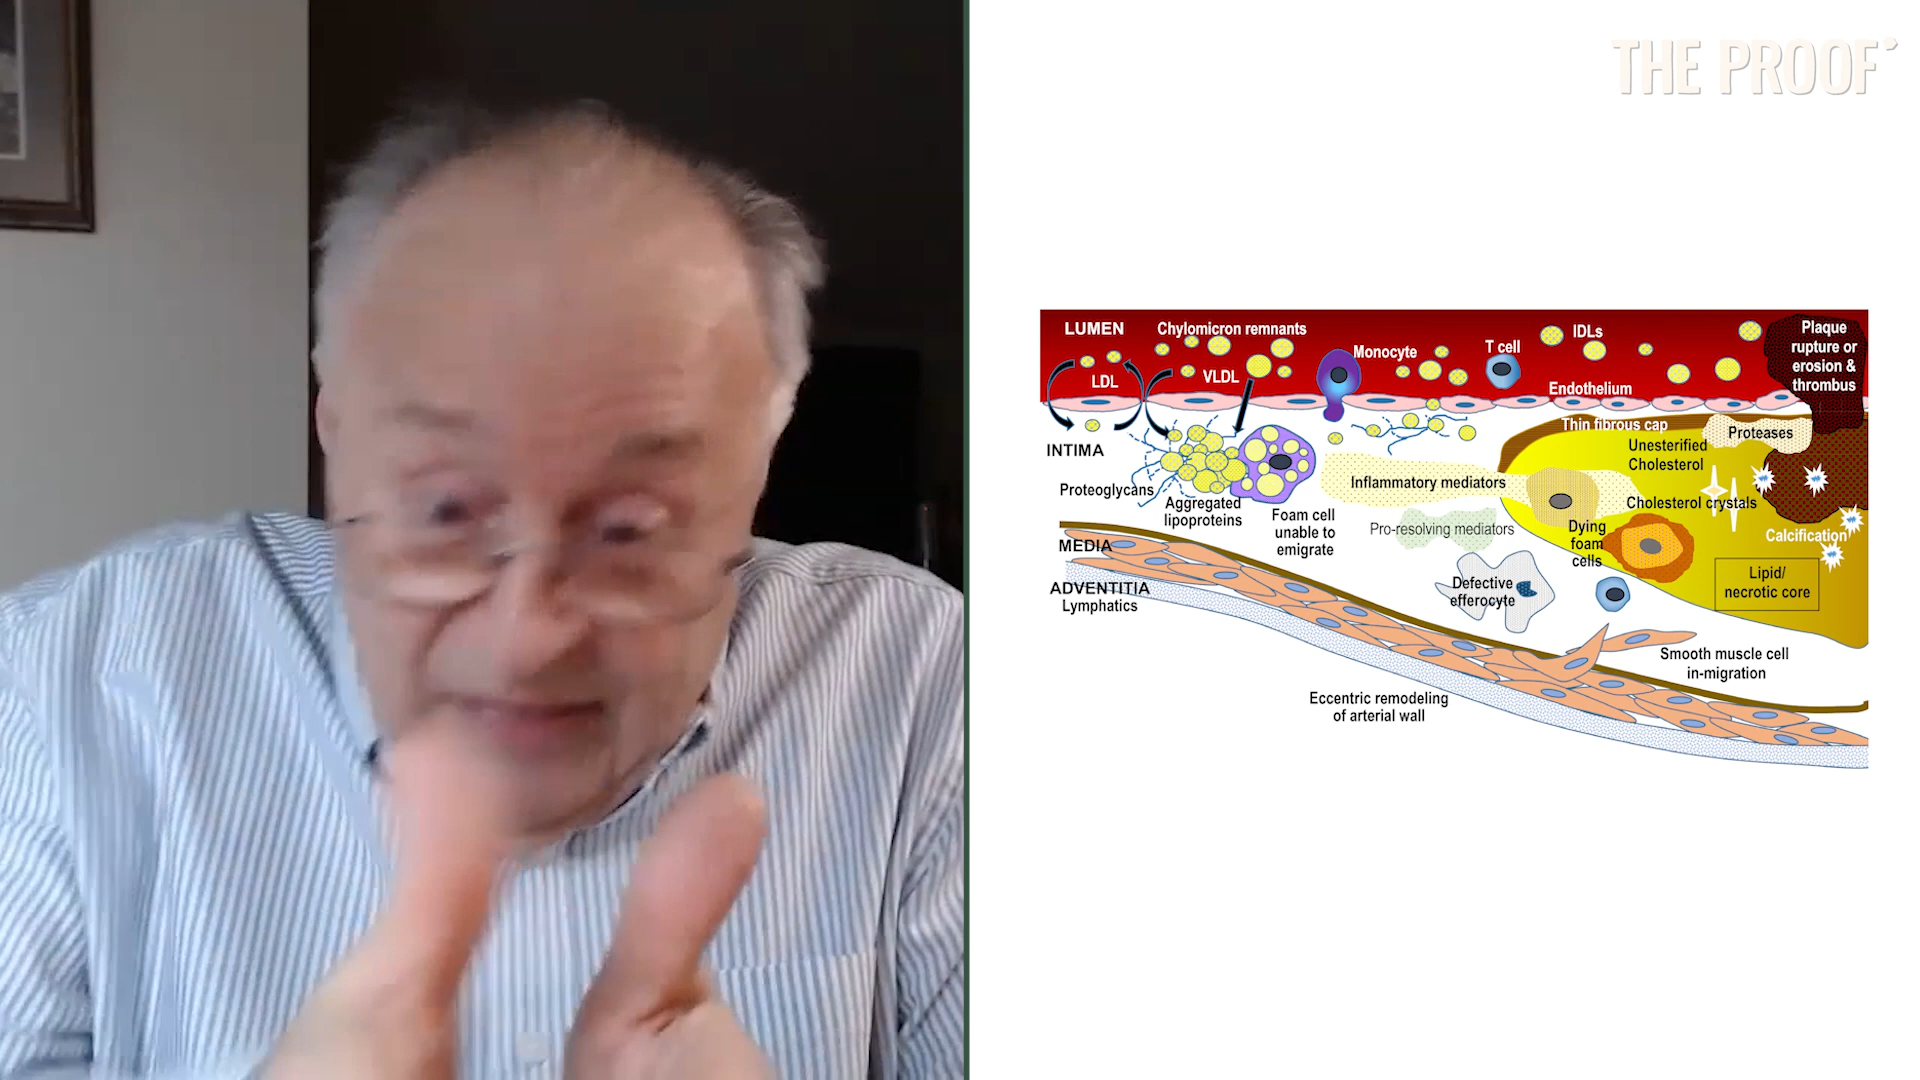 THE PROOF
LUMEN
Chylomicron remnants
LDL
VLDL
Monocyte
T cell
IDLs
Endothelium
Plaque
rupture or
erosion &
thrombus
INTIMA
Thin fibrous cap
Unesterified
Cholesterol
Proteases
Proteoglycans
Aggregated
lipoproteins
Foam cell
unable to
emigrate
Inflammatory mediators
Pro-resolving mediators
Cholesterol crystals
Dying
foam
cells
Calcification
MEDIA
ADVENTITIA
Lymphatics
Defective
efferocyte
Lipid/
necrotic core
Smooth muscle cell
in-migration
Eccentric remodeling
of arterial wall